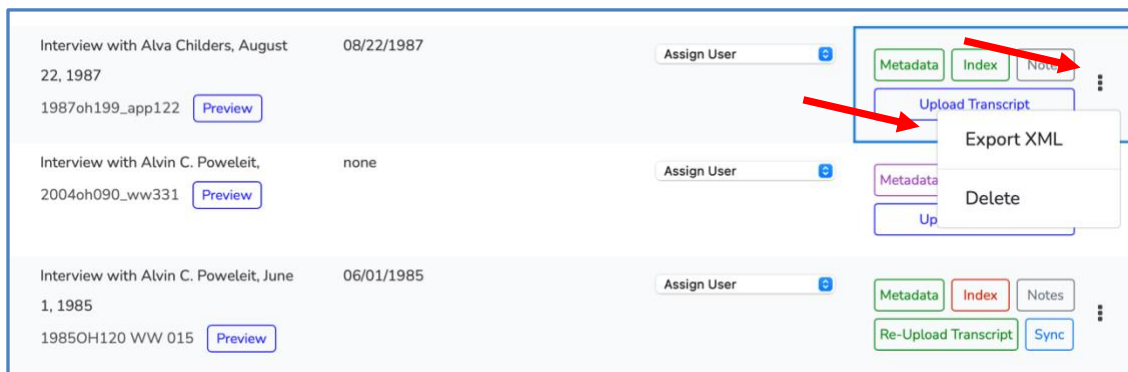 Interview with Alva Childers, August 08/22/1987 Assign User
22, 1987
1987oh199_app122 Preview
Metadata Index Notes
Upload Transcript
Export XML
Delete
Interview with Alvin C. Poweleit, none Assign User
2004oh090_ww331 Preview
Metadata
Up
Interview with Alvin C. Poweleit, June 06/01/1985 Assign User
1, 1985
1985OH120 WW 015 Preview
Metadata Index Notes
Re-Upload Transcript Sync